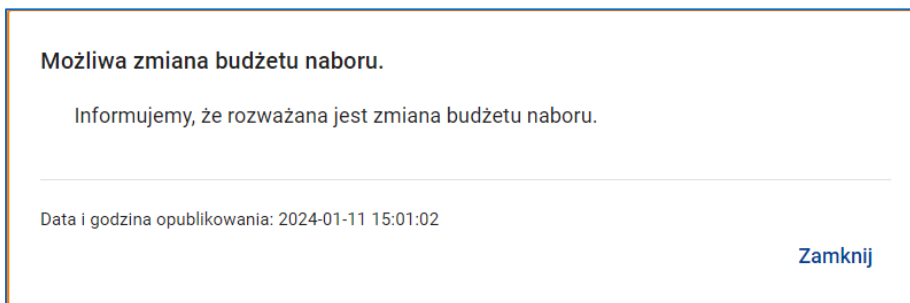 Możliwa zmiana budżetu naboru.
Informujemy, że rozważana jest zmiana budżetu naboru.
Data i godzina opublikowania: 2024-01-11 15:01:02
Zamknij